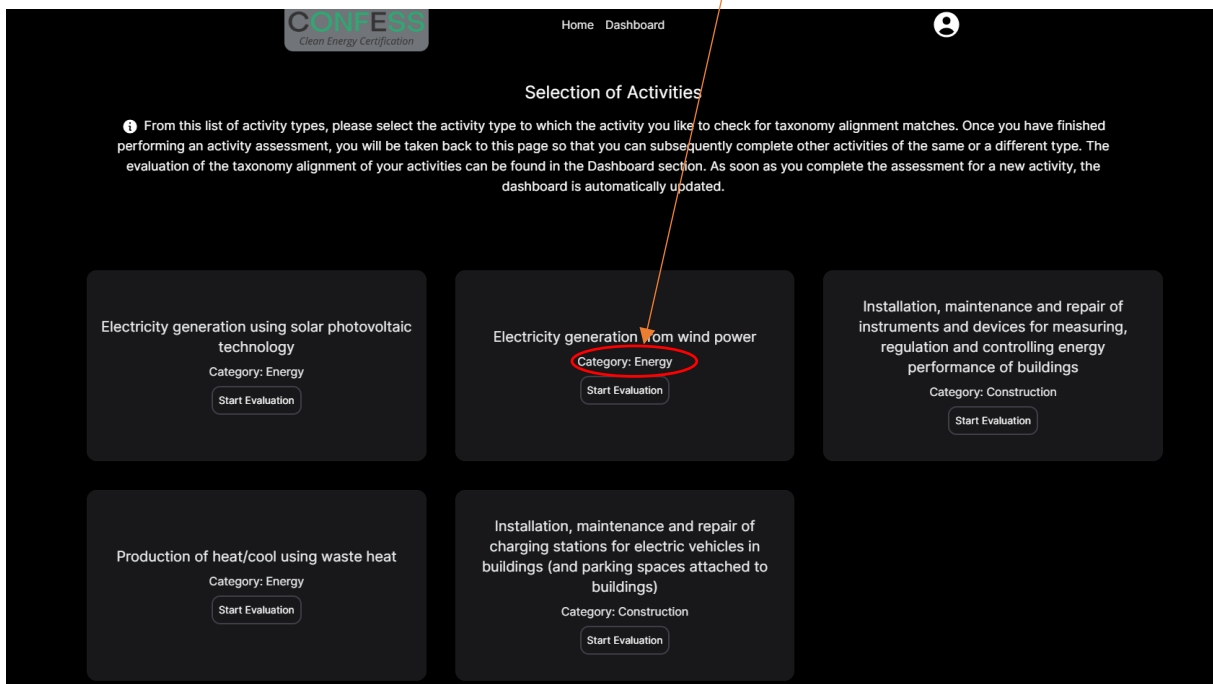 CONFESS
Clean Energy Certification
Home Dashboard
Selection of Activities
From this list of activity types, please select the activity type to which the activity you like to check for taxonomy alignment matches. Once you have finished
performing an activity assessment, you will be taken back to this page so that you can subsequently complete other activities of the same or a different type. The
evaluation of the taxonomy alignment of your activities can be found in the Dashboard section. As soon as you complete the assessment for a new activity, the
dashboard is automatically updated.
Electricity generation using solar photovoltaic
technology
Category: Energy
Start Evaluation
Electricity generation from wind power
Category: Energy
Start Evaluation
Installation, maintenance and repair of
instruments and devices for measuring,
regulation and controlling energy
performance of buildings
Category: Construction
Start Evaluation
Production of heat/cool using waste heat
Category: Energy
Start Evaluation
Installation, maintenance and repair of
charging stations for electric vehicles in
buildings (and parking spaces attached to
buildings)
Category: Construction
Start Evaluation